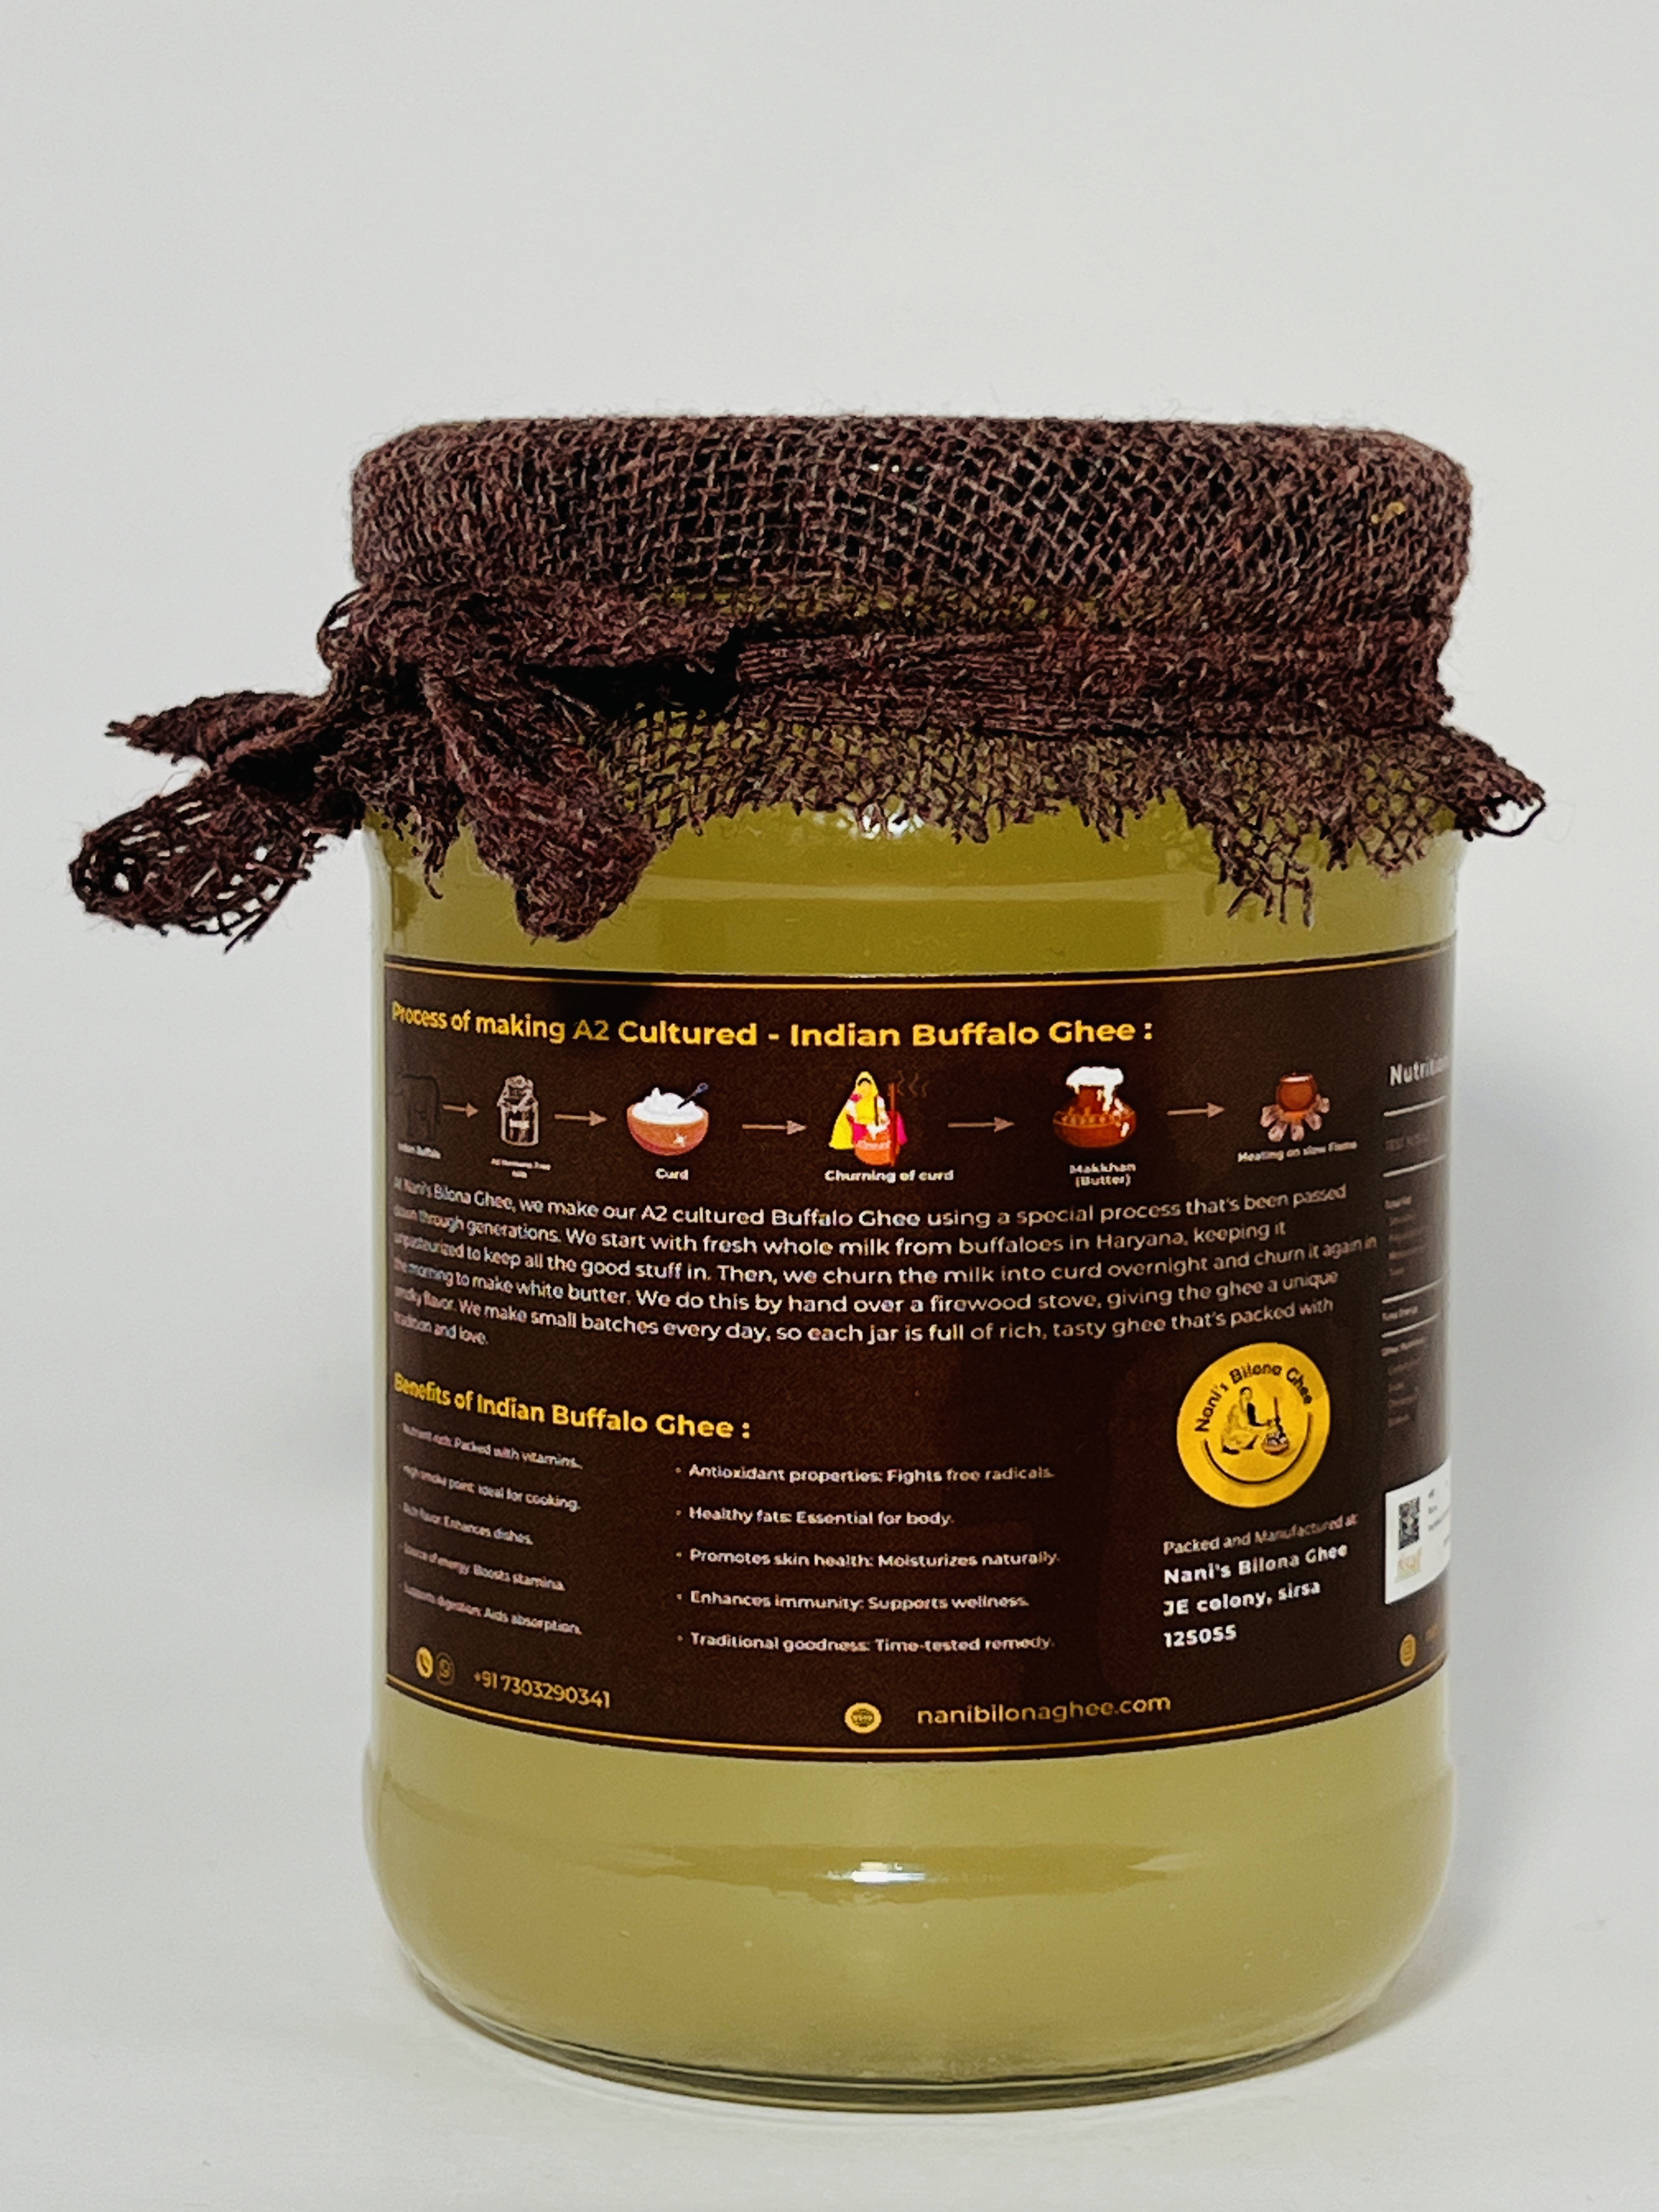 Process of making A2 Cultured - Indian Buffalo Ghee :
Indian Buffalo
A2 Hormone Free
Milk
Curd
Churning of curd
Makkhan
(Butter)
Heating on slow Flame
At Nani's Bilona Ghee, we make our A2 cultured Buffalo Ghee using a special process that's been passed
down through generations. We start with fresh whole milk from buffaloes in Haryana, keeping it
unpasteurized to keep all the good stuff in. Then, we churn the milk into curd overnight and churn it again in
the morning to make white butter. We do this by hand over a firewood stove, giving the ghee a unique
smoky flavor. We make small batches every day, so each jar is full of rich, tasty ghee that's packed with
tradition and love.
Benefits of Indian Buffalo Ghee :
• Nutrient-rich: Packed with vitamins.
• High smoke point: Ideal for cooking.
• Rich flavor: Enhances dishes.
• Source of energy: Boosts stamina.
• Supports digestion: Aids absorption.
• Antioxidant properties: Fights free radicals.
• Healthy fats: Essential for body.
• Promotes skin health: Moisturizes naturally.
• Enhances immunity: Supports wellness.
• Traditional goodness: Time-tested remedy.
Nani's Bilona Ghee
Packed and Manufactured at:
Nani's Bilona Ghee
JE colony, sirsa
125055
+91 7303290341
nanibilonaghee.com